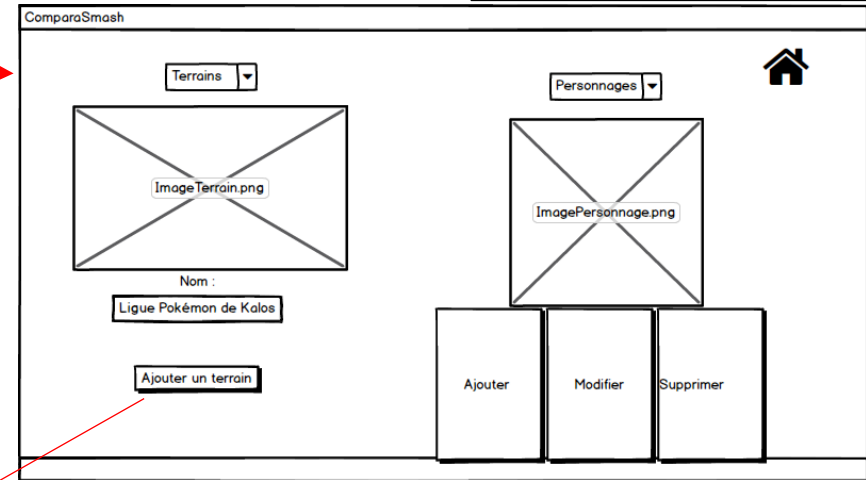 ComparaSmash
Terrains
Personnages
ImageTerrain.png
ImagePersonnage.png
Nom :
Ligue Pokémon de Kalos
Ajouter un terrain
Ajouter
Modifier
Supprimer